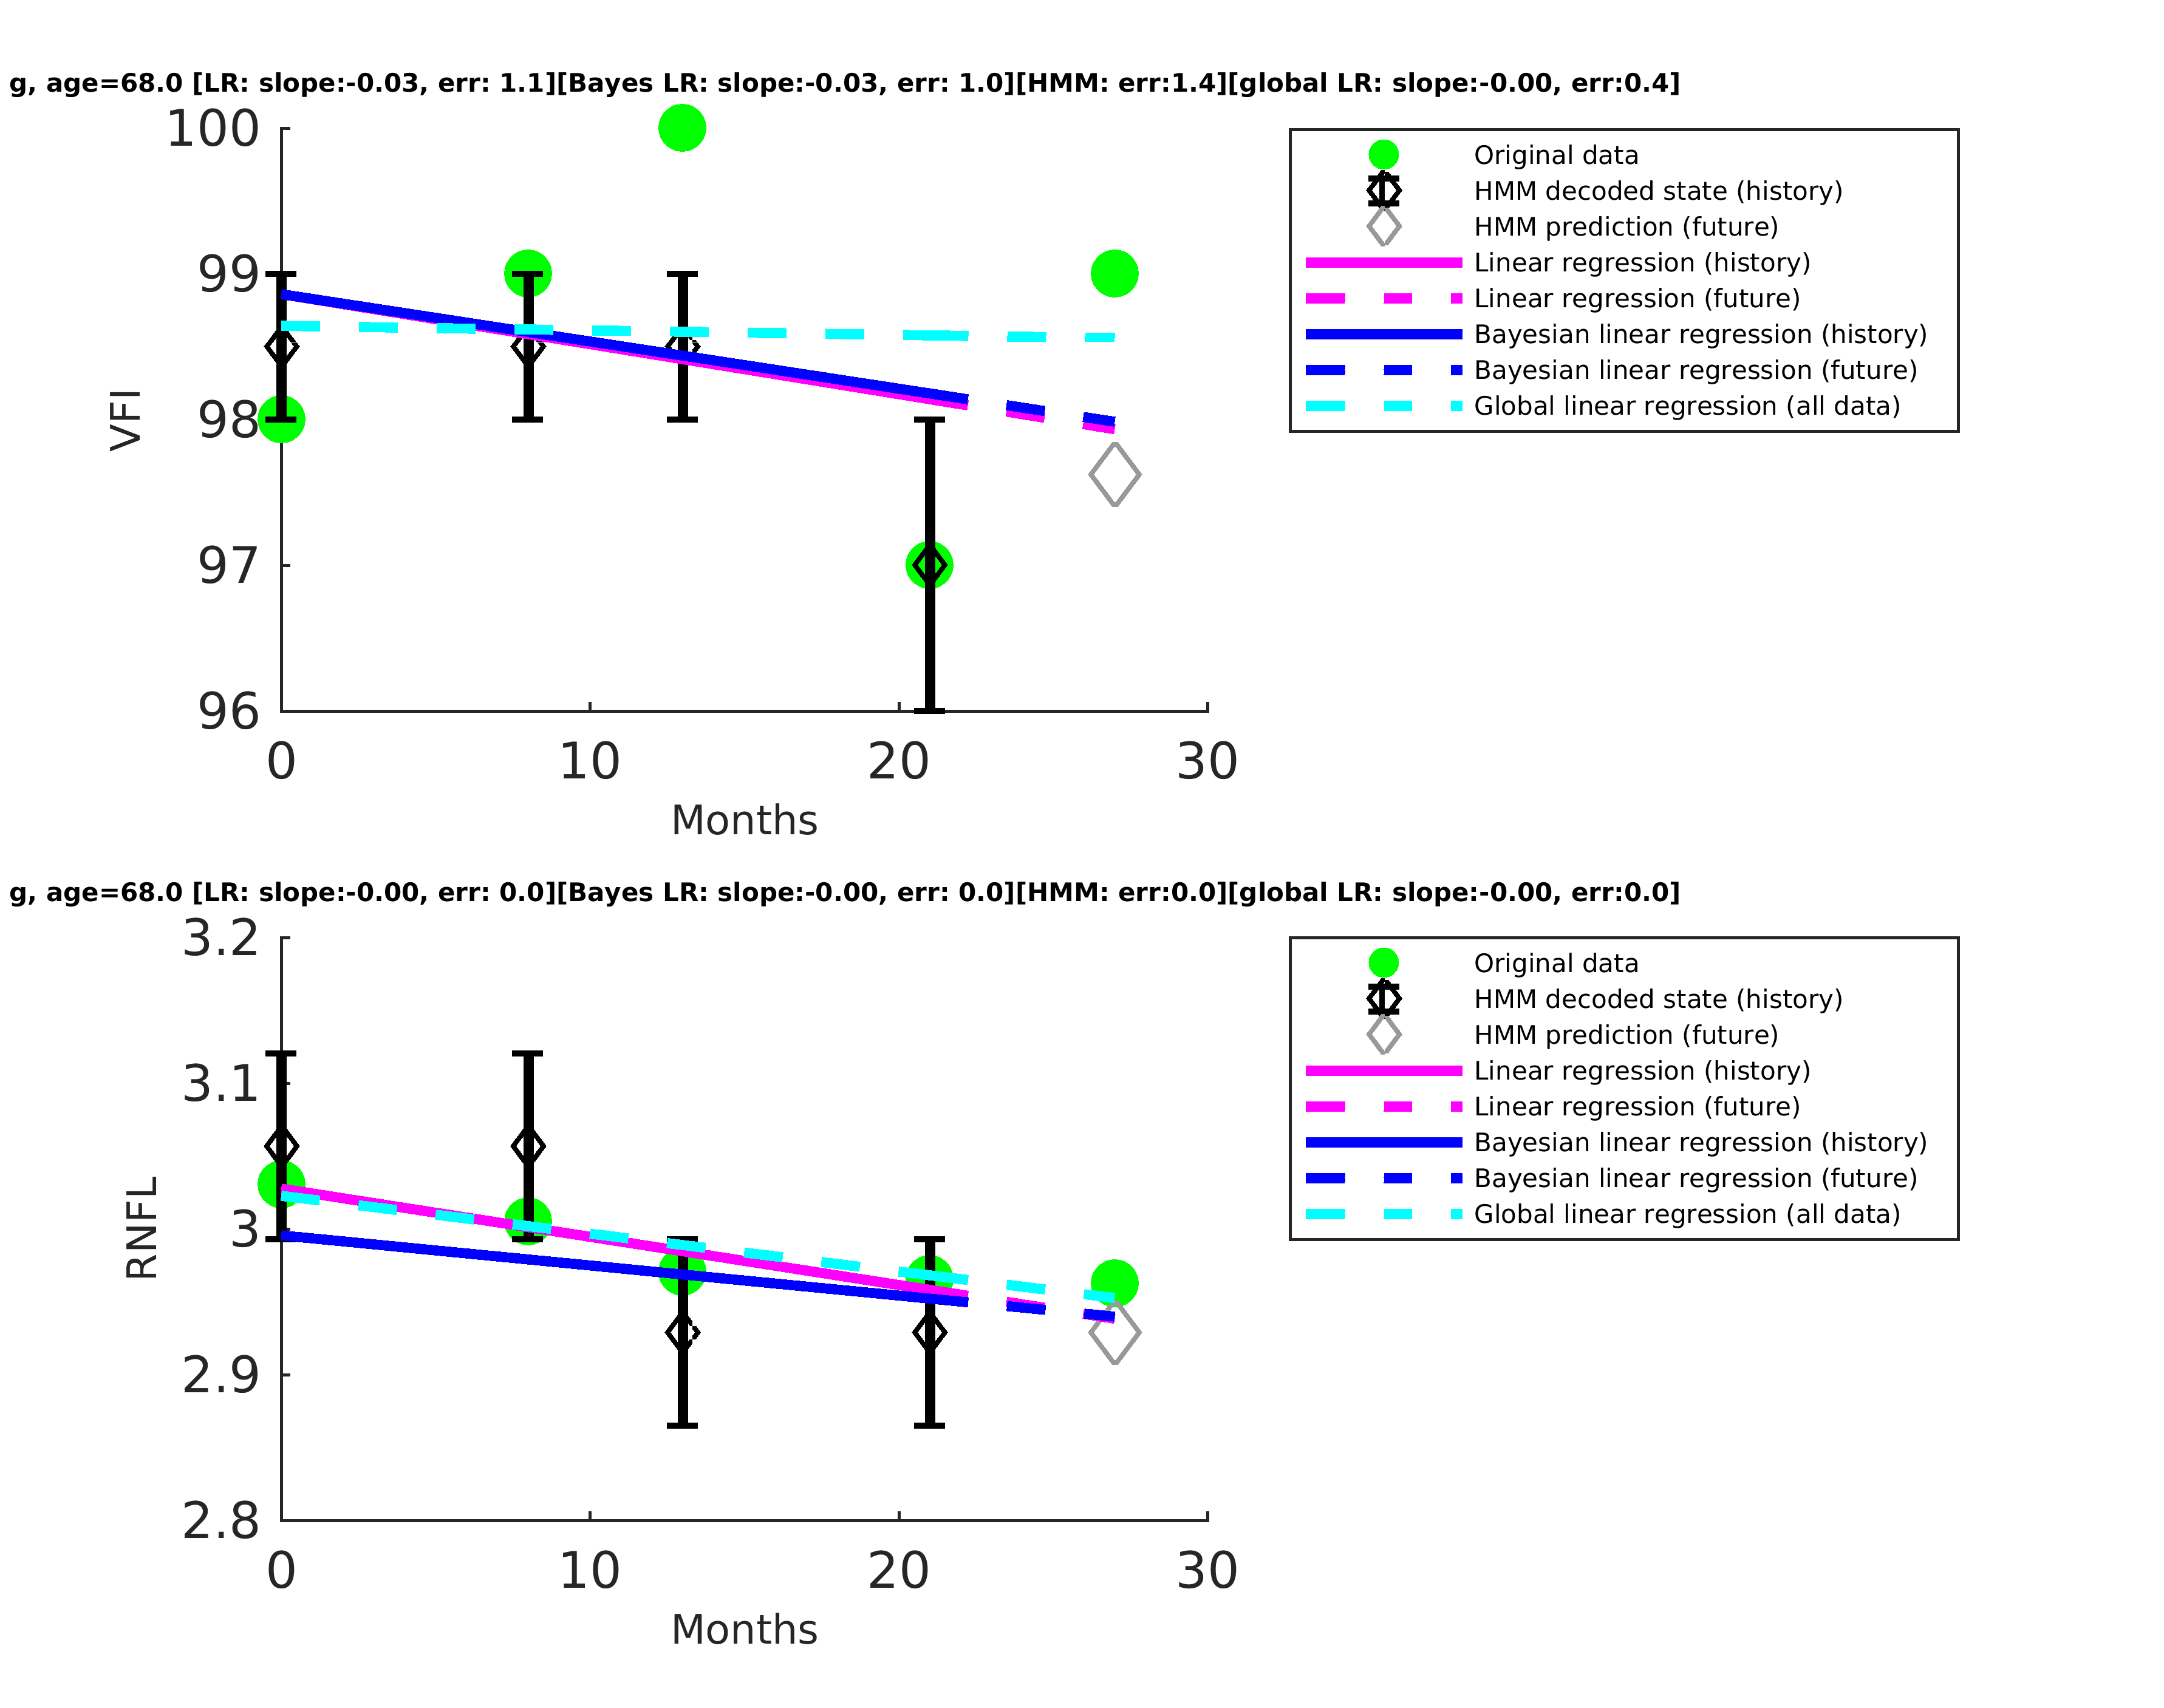 g, age=68.0 [LR: slope:-0.03, err: 1.1][Bayes LR: slope:-0.03, err: 1.0][HMM: err:1.4][global LR: slope:-0.00, err:0.4]
100
99
98
97
96
VFI
0 10 20 30
Months
Original data
HMM decoded state (history)
HMM prediction (future)
Linear regression (history)
Linear regression (future)
Bayesian linear regression (history)
Bayesian linear regression (future)
Global linear regression (all data)
g, age=68.0 [LR: slope:-0.00, err: 0.0][Bayes LR: slope:-0.00, err: 0.0][HMM: err:0.0][global LR: slope:-0.00, err:0.0]
3.2
3.1
3
2.9
2.8
RNFL
0 10 20 30
Months
Original data
HMM decoded state (history)
HMM prediction (future)
Linear regression (history)
Linear regression (future)
Bayesian linear regression (history)
Bayesian linear regression (future)
Global linear regression (all data)